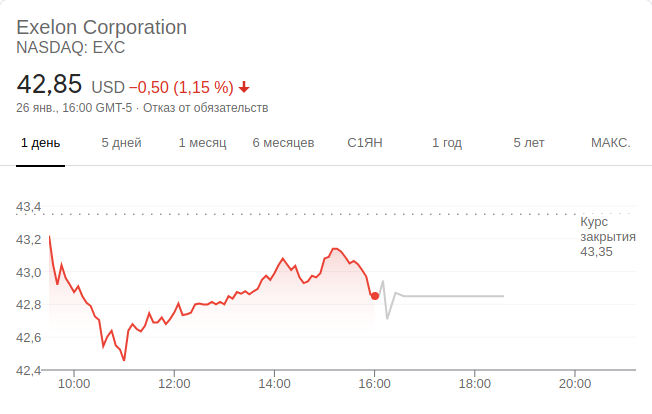 Exelon Corporation
NASDAQ: EXC
42,85 USD −0,50 (1,15 %)
26 янв., 16:00 GMT-5 · Отказ от обязательств
1 день 5 дней 1 месяц 6 месяцев С1ЯН 1 год 5 лет МАКС.
43,4
Курс
закрытия
43,35
43,2
43,0
42,8
42,6
42,4
10:00 12:00 14:00 16:00 18:00 20:00